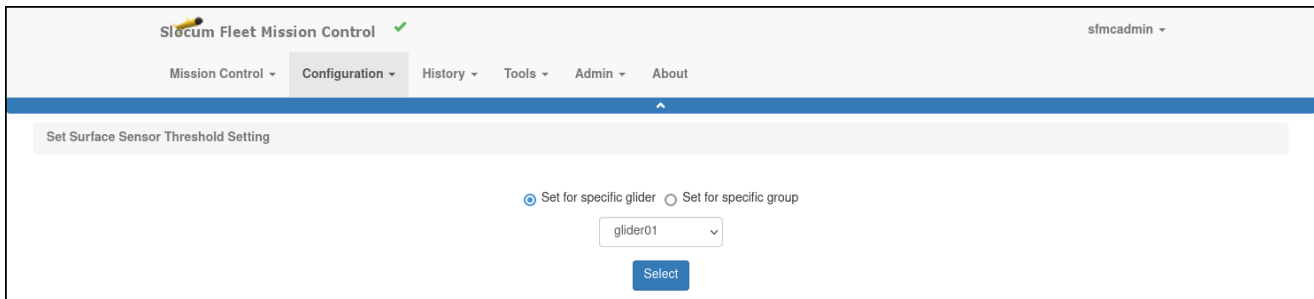 Slocum Fleet Mission Control
sfmcadmin
Mission Control Configuration History Tools Admin About
Set Surface Sensor Threshold Setting
Set for specific glider Set for specific group
glider01
Select